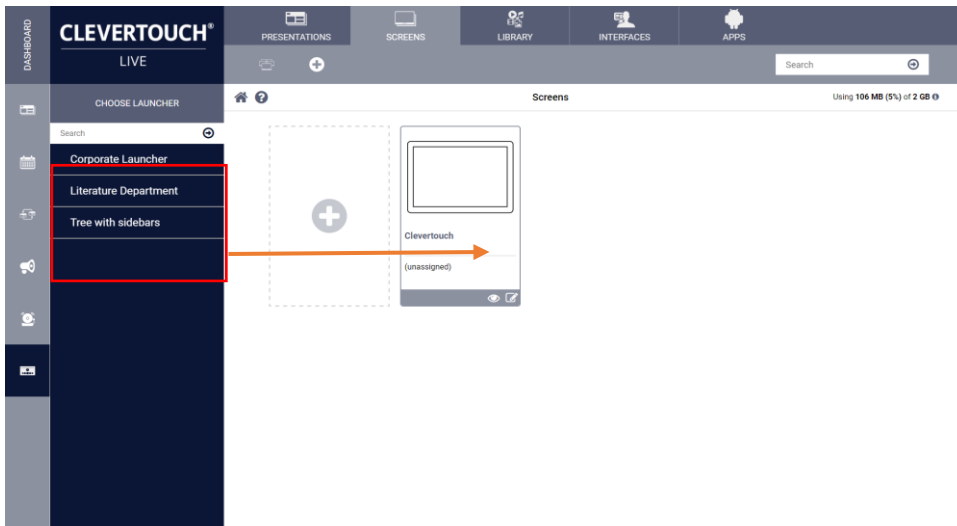 DASHBOARD
CLEVERTOUCH®
LIVE
PRESENTATIONS
SCREENS
LIBRARY
INTERFACES
APPS
Search
CHOOSE LAUNCHER
Screens
Using 106 MB (5%) of 2 GB
Search
Corporate Launcher
Literature Department
Tree with sidebars
Clevertouch
(unassigned)